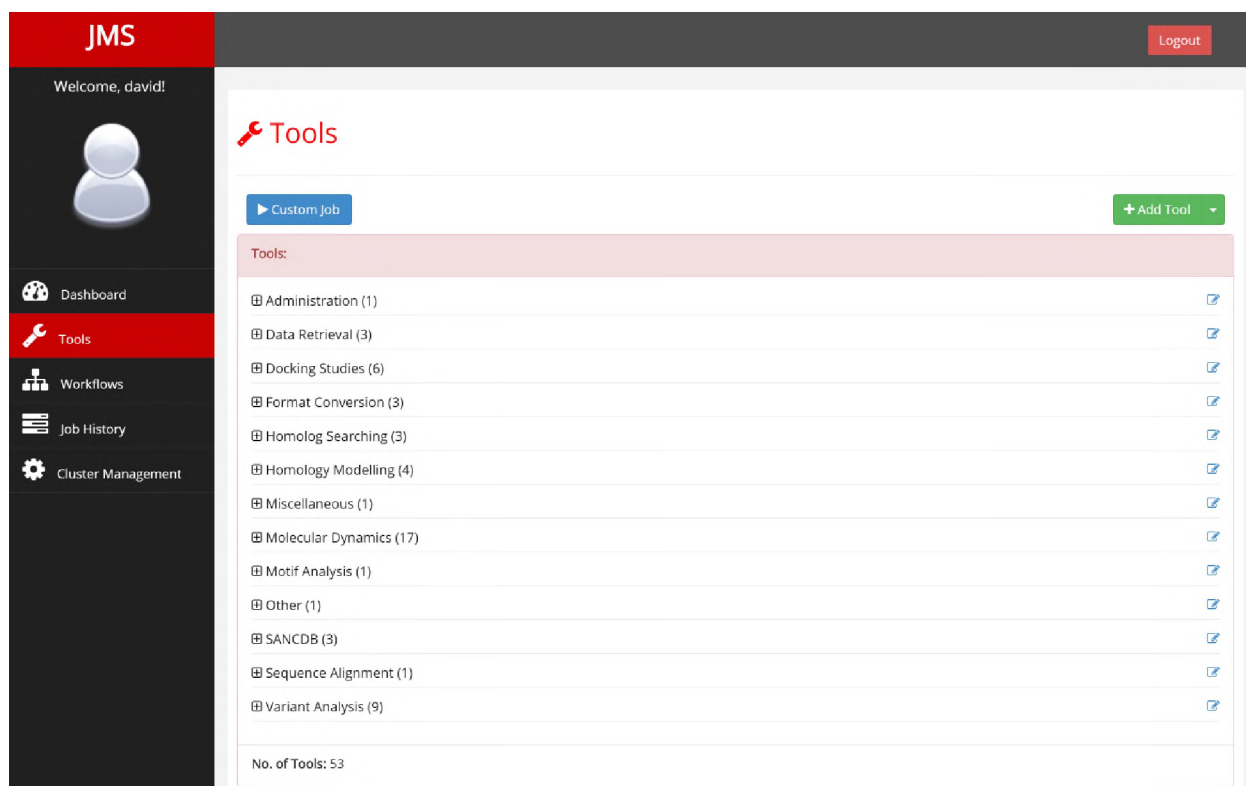 JMS
Logout
Welcome, david!
Tools
Custom Job
Add Tool
Tools:
Dashboard
Tools
Workflows
Job History
Cluster Management
Administration (1)
Data Retrieval (3)
Docking Studies (6)
Format Conversion (3)
Homolog Searching (3)
Homology Modelling (4)
Miscellaneous (1)
Molecular Dynamics (17)
Motif Analysis (1)
Other (1)
SANCDB (3)
Sequence Alignment (1)
Variant Analysis (9)
No. of Tools: 53